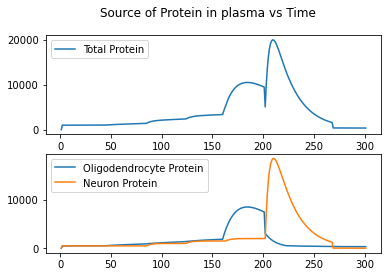 Source of Protein in plasma vs Time
20000
10000
0
Total Protein
0 50 100 150 200 250 300
10000
0
Oligodendrocyte Protein
Neuron Protein
0 50 100 150 200 250 300